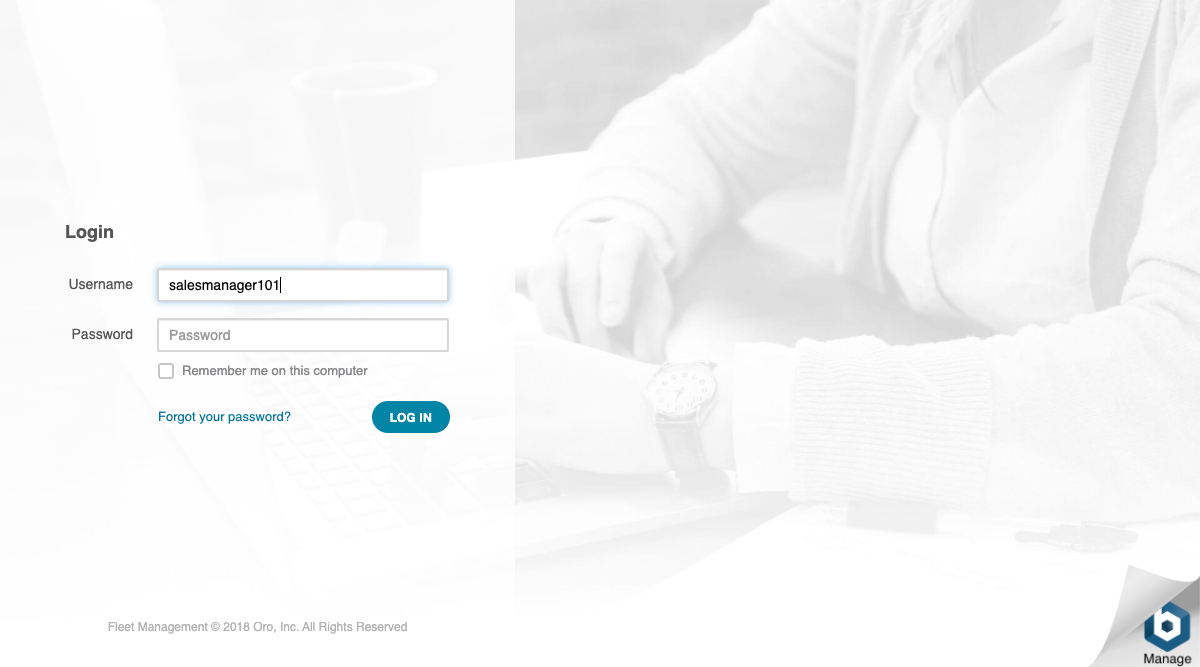 Login
Username
salesmanager101
Password
Password
Remember me on this computer
Forgot your password?
LOG IN
Fleet Management © 2018 Oro, Inc. All Rights Reserved
b
Manage